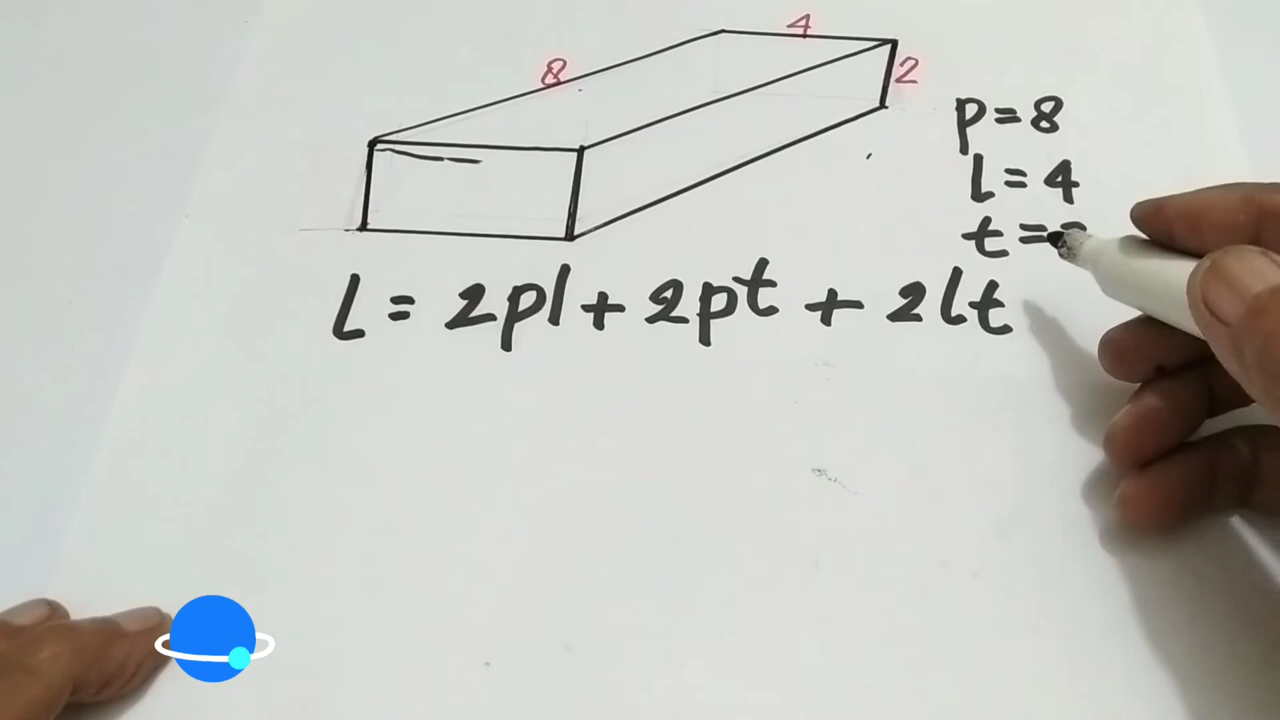 4
8
2
p=8
l=4
t=
L= 2pl + 2pt + 2lt